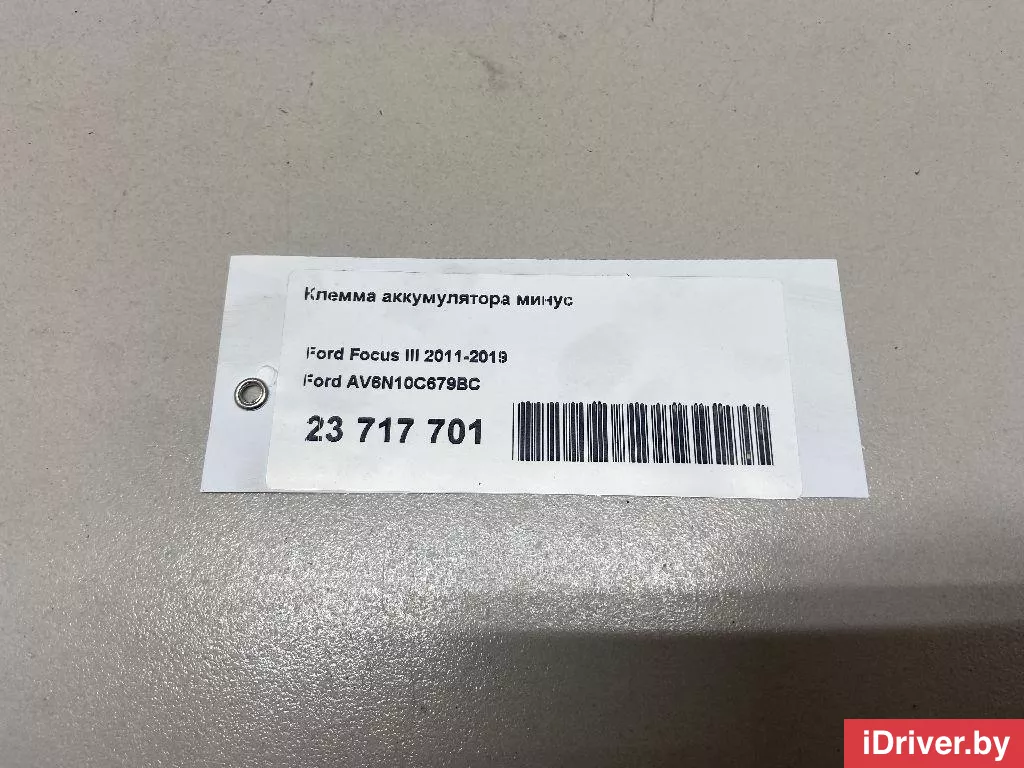 Клемма аккумулятора минус
Ford Focus III 2011-2019
Ford AV6N10C679BC
23 717 701
iDriver.by